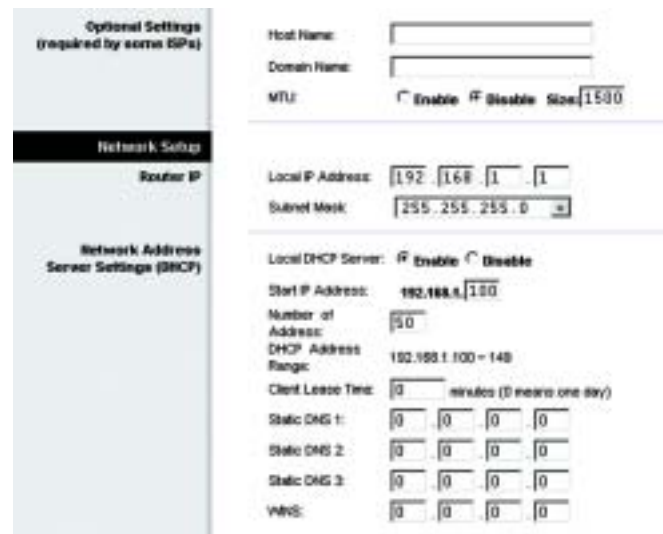 Optional Settings
(required by some ISPs)
Host Name:
Domain Name:
MTU:
Enable Disable Size: 1500
Network Setup
Router IP
Local IP Address:
192 . 168 . 1 . 1
Subnet Mask:
255.255.255.0
Network Address
Server Settings (DHCP)
Local DHCP Server:
Enable Disable
Start IP Address:
192.168.1. 100
Number of
Address:
50
DHCP Address
Range:
192.168.1.100 ~ 149
Client Lease Time:
0 minutes (0 means one day)
Static DNS 1:
0 . 0 . 0 . 0
Static DNS 2:
0 . 0 . 0 . 0
Static DNS 3:
0 . 0 . 0 . 0
WINS:
0 . 0 . 0 . 0